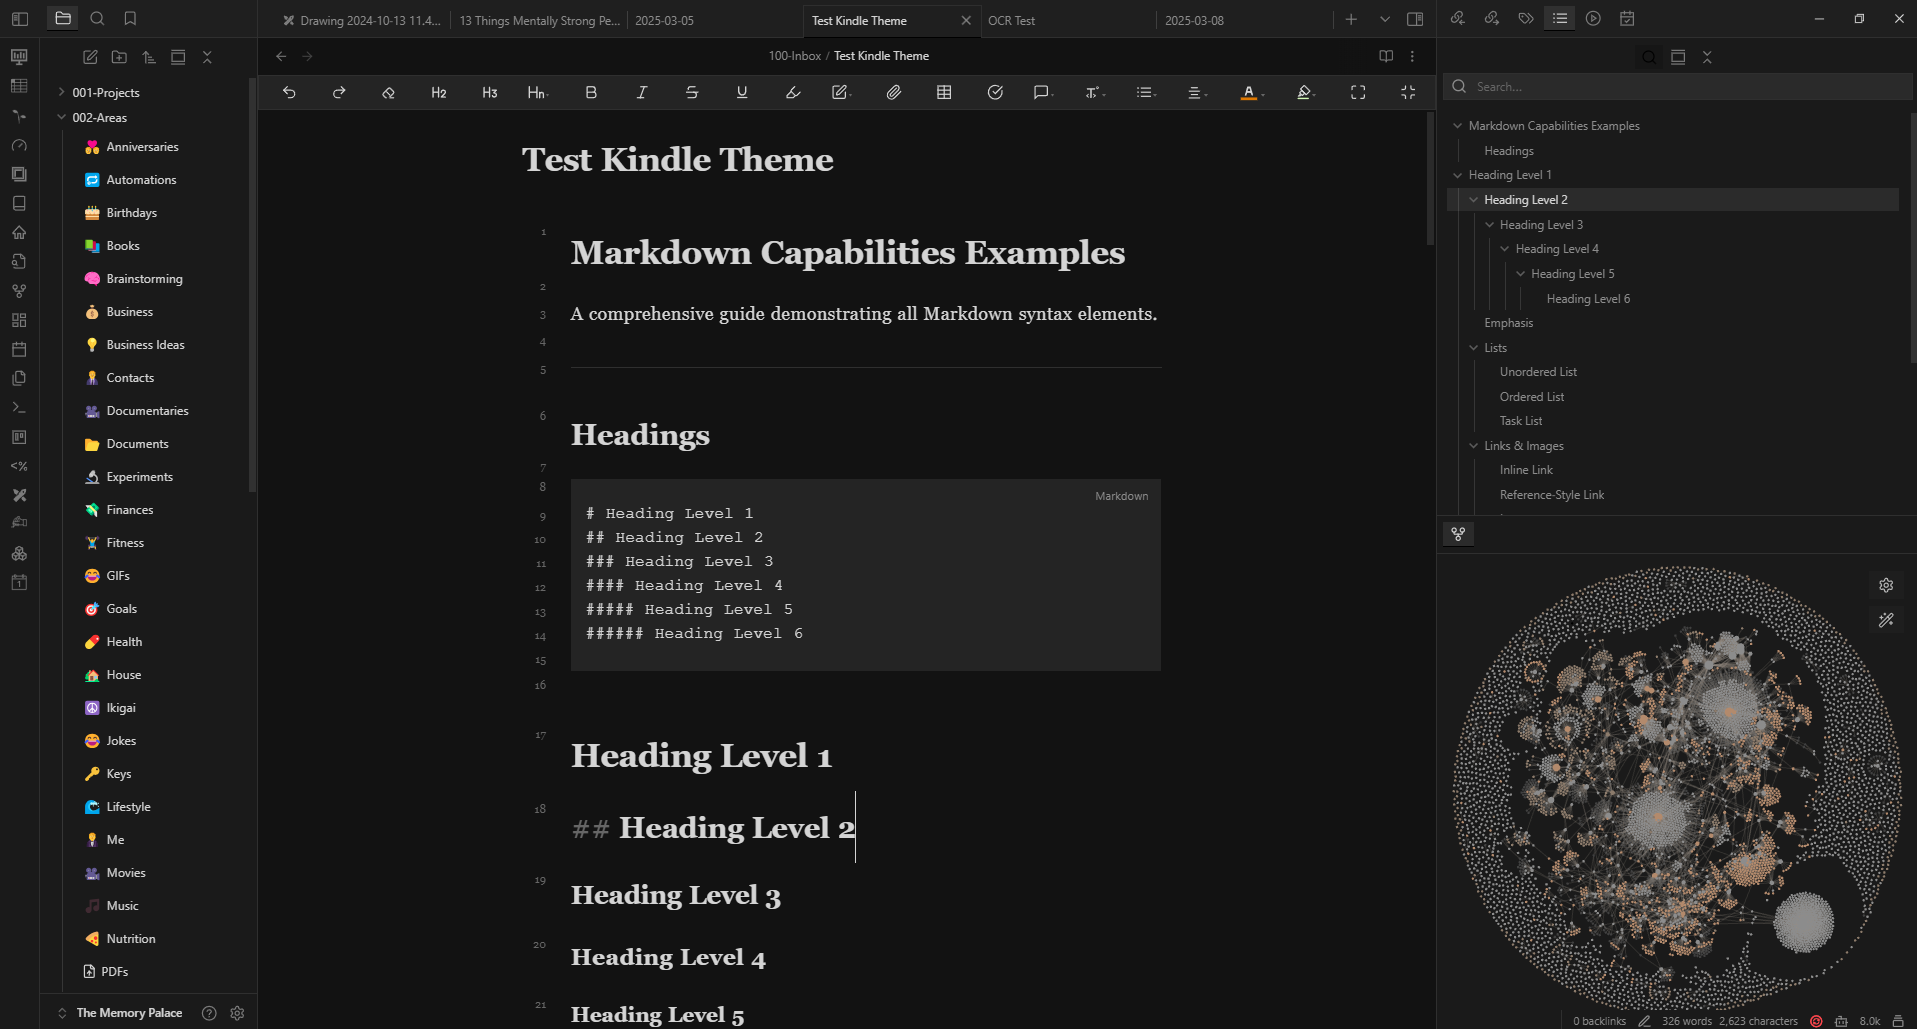 Drawing 2024-10-13 11.4...
13 Things Mentally Strong Pe...
2025-03-05
Test Kindle Theme
OCR Test
2025-03-08
100-Inbox / Test Kindle Theme
H2 H3 Hn B I S U
001-Projects
002-Areas
Anniversaries
Automations
Birthdays
Books
Brainstorming
Business
Business Ideas
Contacts
Documentaries
Documents
Experiments
Finances
Fitness
GIFs
Goals
Health
House
Ikigai
Jokes
Keys
Lifestyle
Me
Movies
Music
Nutrition
PDFs
The Memory Palace
Test Kindle Theme
1
Markdown Capabilities Examples
2
3 A comprehensive guide demonstrating all Markdown syntax elements.
4
5
6
Headings
7
8
Markdown
9 # Heading Level 1
10 ## Heading Level 2
11 ### Heading Level 3
12 #### Heading Level 4
13 ##### Heading Level 5
14 ###### Heading Level 6
15
16
17
Heading Level 1
18
## Heading Level 2
19
Heading Level 3
20
Heading Level 4
21
Heading Level 5
Search...
Markdown Capabilities Examples
Headings
Heading Level 1
Heading Level 2
Heading Level 3
Heading Level 4
Heading Level 5
Heading Level 6
Emphasis
Lists
Unordered List
Ordered List
Task List
Links & Images
Inline Link
Reference-Style Link
0 backlinks 326 words 2,623 characters 8.0k